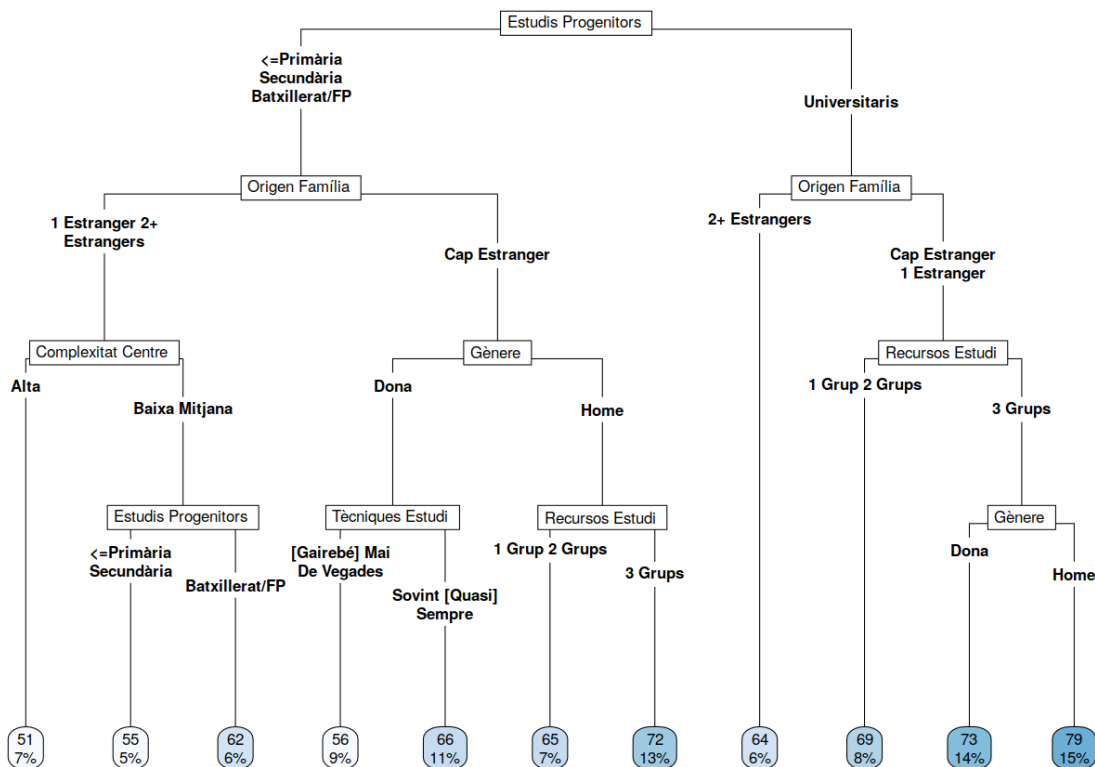 Estudis Progenitors
<=Primària
Secundària
Batxillerat/FP
Universitaris
Origen Família
Origen Família
1 Estranger 2+
Estrangers
Cap Estranger
2+ Estrangers
Cap Estranger
1 Estranger
Complexitat Centre
Gènere
Recursos Estudi
Alta
Baixa Mitjana
Dona
Home
1 Grup 2 Grups
3 Grups
Estudis Progenitors
Tècniques Estudi
Recursos Estudi
Gènere
<=Primària
Secundària
Batxillerat/FP
[Gairebé] Mai
De Vegades
Sovint [Quasi]
Sempre
1 Grup 2 Grups
3 Grups
Dona
Home
51
7%
55
5%
62
6%
56
9%
66
11%
65
7%
72
13%
64
6%
69
8%
73
14%
79
15%